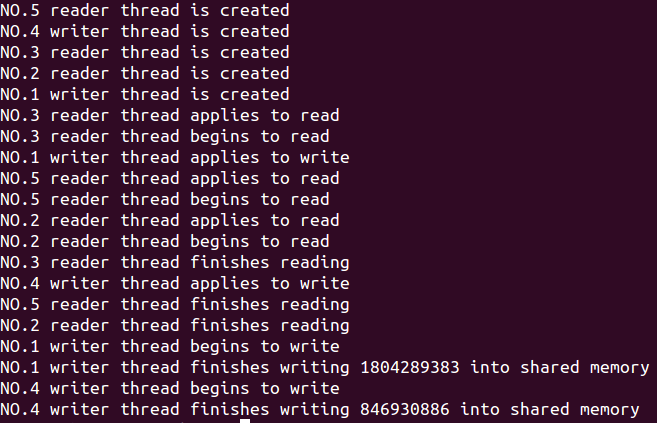 NO.5 reader thread is created
NO.4 writer thread is created
NO.3 reader thread is created
NO.2 reader thread is created
NO.1 writer thread is created
NO.3 reader thread applies to read
NO.3 reader thread begins to read
NO.1 writer thread applies to write
NO.5 reader thread applies to read
NO.5 reader thread begins to read
NO.2 reader thread applies to read
NO.2 reader thread begins to read
NO.3 reader thread finishes reading
NO.4 writer thread applies to write
NO.5 reader thread finishes reading
NO.2 reader thread finishes reading
NO.1 writer thread begins to write
NO.1 writer thread finishes writing 1804289383 into shared memory
NO.4 writer thread begins to write
NO.4 writer thread finishes writing 846930886 into shared memory